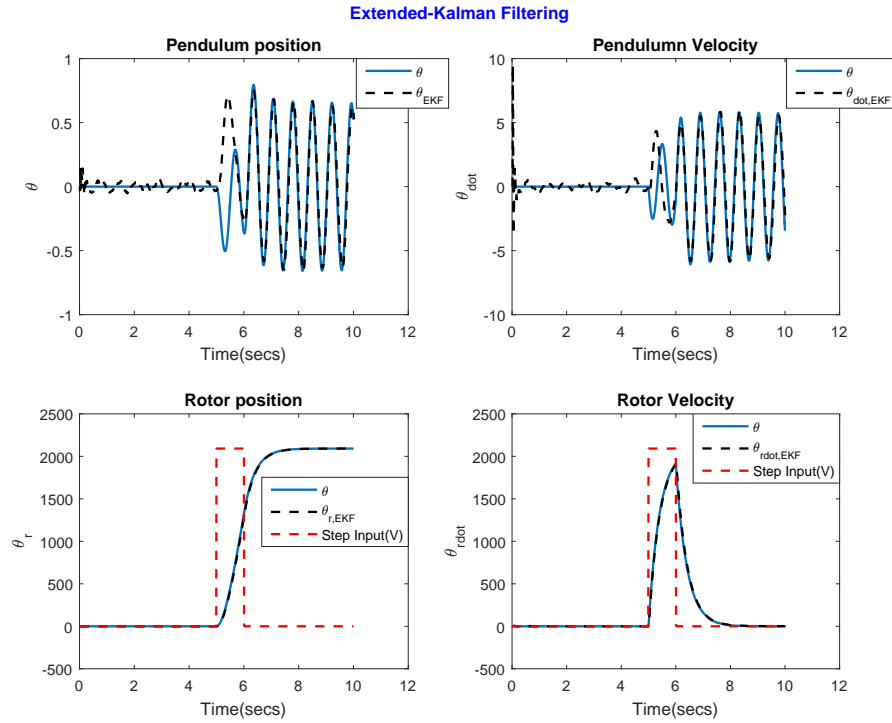 Extended-Kalman Filtering
Pendulum position
1
0.5
0
-0.5
-1
θ
0 2 4 6 8 10 12
Time(secs)
θ
θEKF
Pendulumn Velocity
10
5
0
-5
-10
θdot
0 2 4 6 8 10 12
Time(secs)
θ
θdot,EKF
Rotor position
2500
2000
1500
1000
500
0
-500
θr
0 2 4 6 8 10 12
Time(secs)
θ
θr,EKF
Step Input(V)
Rotor Velocity
2500
2000
1500
1000
500
0
-500
θrdot
0 2 4 6 8 10 12
Time(secs)
θ
θrdot,EKF
Step Input(V)